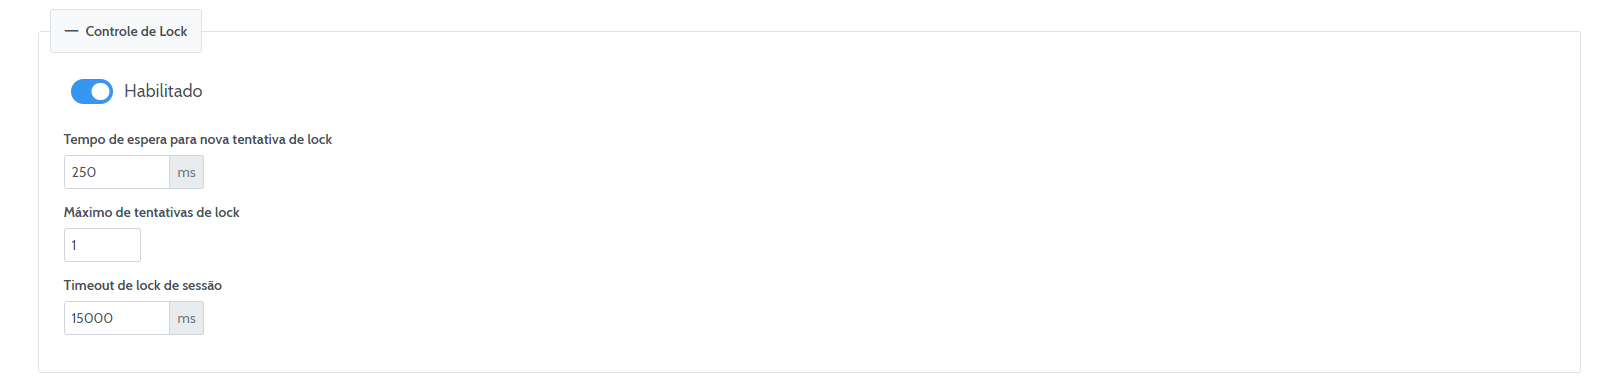 — Controle de Lock
Habilitado
Tempo de espera para nova tentativa de lock
250 ms
Máximo de tentativas de lock
1
Timeout de lock de sessão
15000 ms